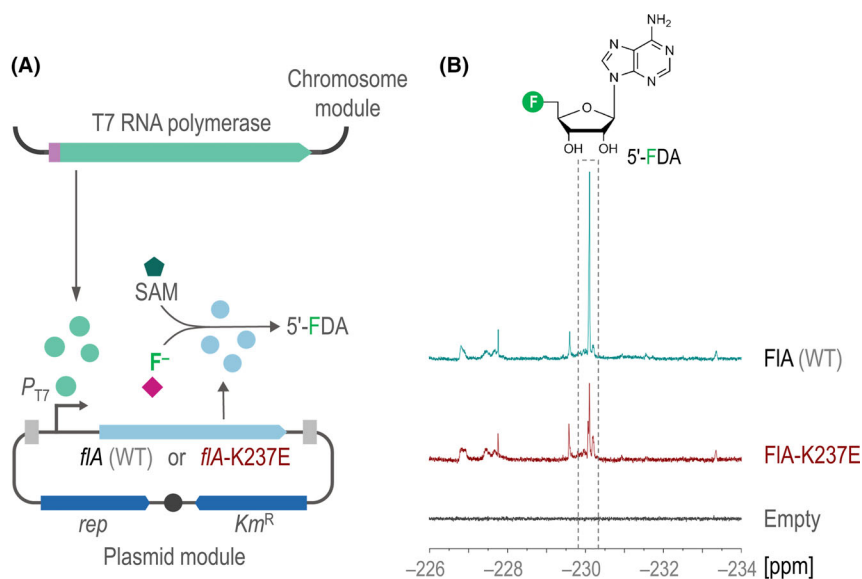 (A)
Chromosome
module
T7 RNA polymerase
SAM
F–
5'-FDA
PT7
flA (WT) or flA-K237E
rep
KmR
Plasmid module
(B)
NH2
N
N
N
N
F
O
OH
OH
5'-FDA
FlA (WT)
FlA-K237E
Empty
–226
–228
–230
–232
–234
[ppm]